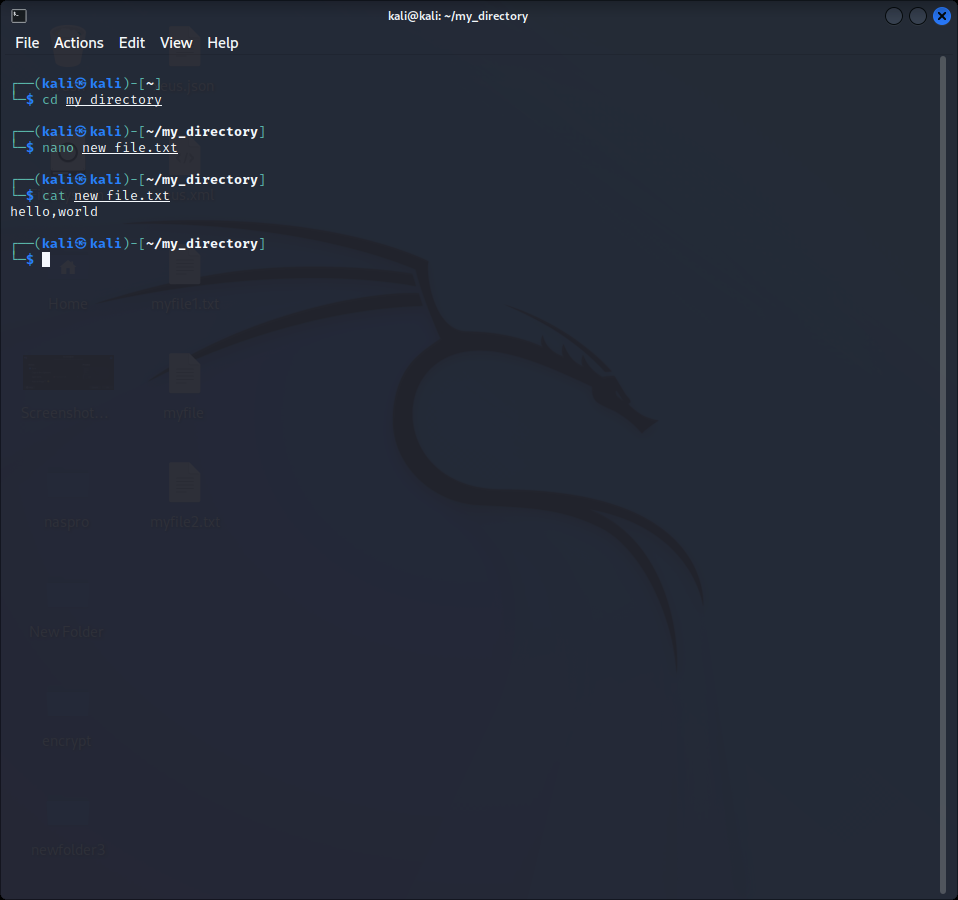 kali@kali: ~/my_directory
File Actions Edit View Help
┌──(kali㉿kali)-[~]
└─$ cd my_directory
┌──(kali㉿kali)-[~/my_directory]
└─$ nano new_file.txt
┌──(kali㉿kali)-[~/my_directory]
└─$ cat new_file.txt
hello,world
┌──(kali㉿kali)-[~/my_directory]
└─$
Home myfile1.txt
Screenshot... myfile
naspru myfile2.txt
New Folder
encrypt
newfolder3